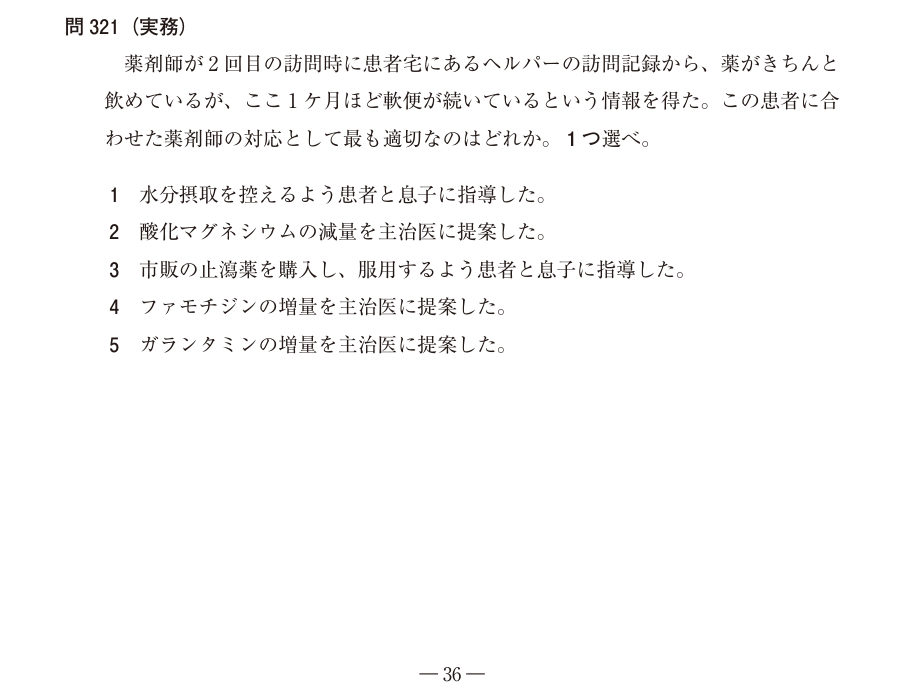 問 321（実務）
薬剤師が２回目の訪問時に患者宅にあるヘルパーの訪問記録から、薬がきちんと
飲めているが、ここ１ケ月ほど軟便が続いているという情報を得た。この患者に合
わせた薬剤師の対応として最も適切なのはどれか。１つ選べ。
1　水分摂取を控えるよう患者と息子に指導した。
2　酸化マグネシウムの減量を主治医に提案した。
3　市販の止瀉薬を購入し、服用するよう患者と息子に指導した。
4　ファモチジンの増量を主治医に提案した。
5　ガランタミンの増量を主治医に提案した。
― 36 ―